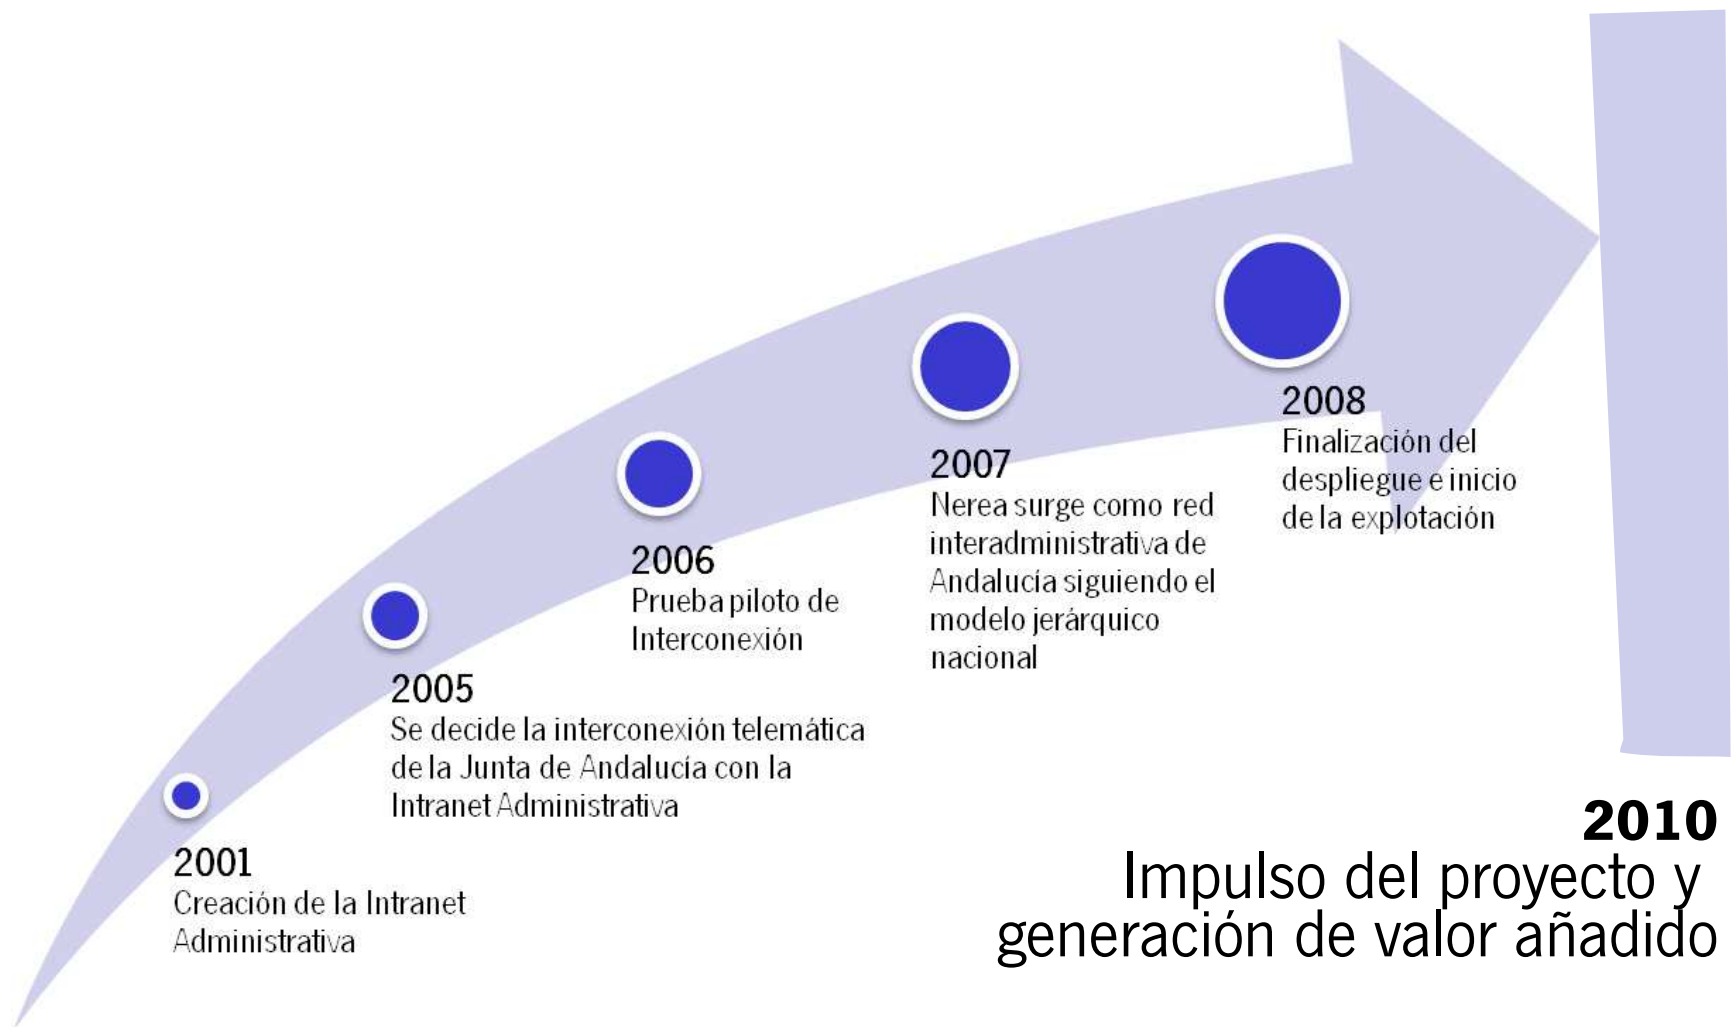 2001
Creación de la Intranet
Administrativa
2005
Se decide la interconexión telemática
de la Junta de Andalucía con la
Intranet Administrativa
2006
Prueba piloto de
Interconexión
2007
Nerea surge como red
interadministrativa de
Andalucía siguiendo el
modelo jerárquico
nacional
2008
Finalización del
despliegue e inicio
de la explotación
2010
Impulso del proyecto y
generación de valor añadido